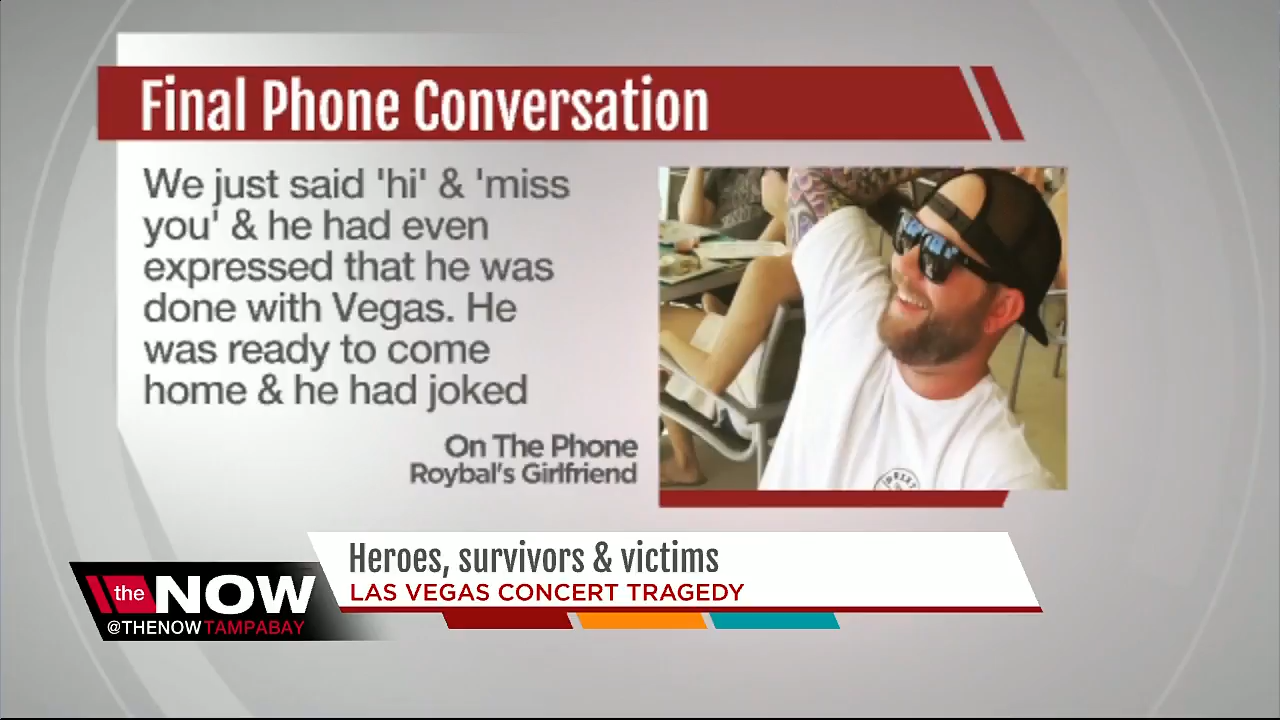 Final Phone Conversation
We just said 'hi' & 'miss
you' & he had even
expressed that he was
done with Vegas. He
was ready to come
home & he had joked
On The Phone
Roybal's Girlfriend
Heroes, survivors & victims
LAS VEGAS CONCERT TRAGEDY
the NOW
@THENOWTAMPABAY